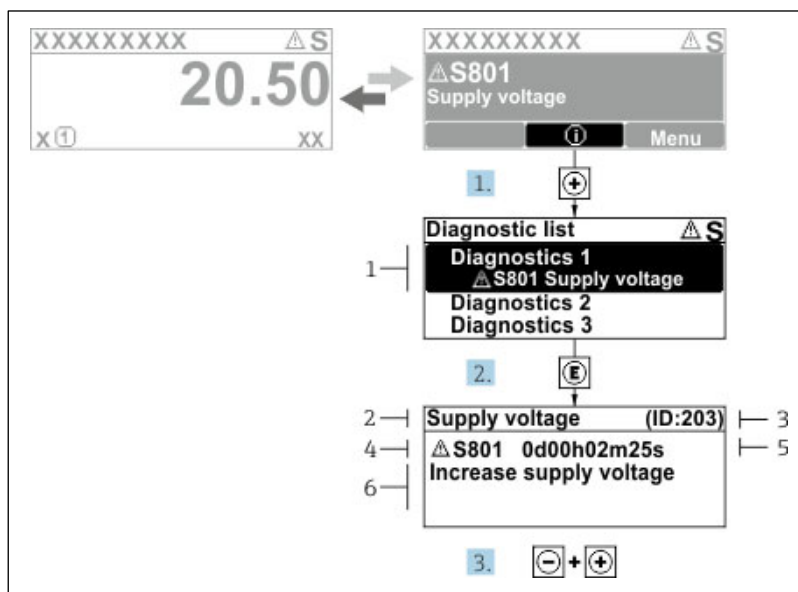 XXXXXXXXX ⚠S
20.50
X① XX
XXXXXXXXX ⚠S
⚠S801
Supply voltage
ⓘ Menu
1. +
Diagnostic list ⚠S
1
Diagnostics 1
⚠S801 Supply voltage
Diagnostics 2
Diagnostics 3
2. E
2 Supply voltage (ID:203) 3
4 ⚠S801 0d00h02m25s 5
6 Increase supply voltage
3. - + +